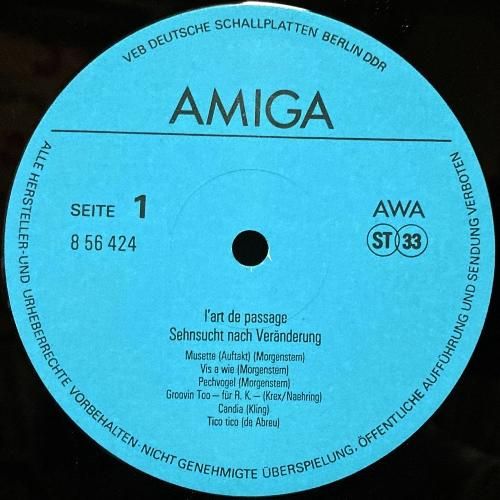 VEB DEUTSCHE SCHALLPLATTEN BERLIN DDR
AMIGA
SEITE 1
AWA
8 56 424
ST 33
l'art de passage
Sehnsucht nach Veränderung
Musette (Auftakt) (Morgenstern)
Vis a wie (Morgenstern)
Pechvogel (Morgenstern)
Groovin Too – für R. K. – (Krex/Naehring)
Candia (Kling)
Tico tico (de Abreu)
ALLE HERSTELLER-UND URHEBERRECHTE VORBEHALTEN·NICHT GENEHMIGTE ÜBERSPIELUNG, ÖFFENTLICHE AUFFÜHRUNG UND SENDUNG VERBOTEN